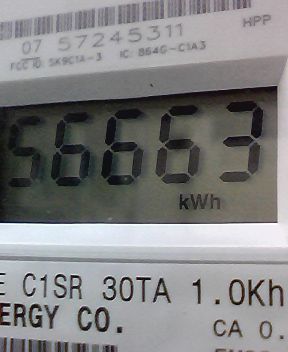 07 57245311
HPP
FCC ID: SK9C1A-3 IC: 864G-C1A3
56663
kWh
E C1SR 30TA 1.0Kh
ERGY CO.
CA 0.